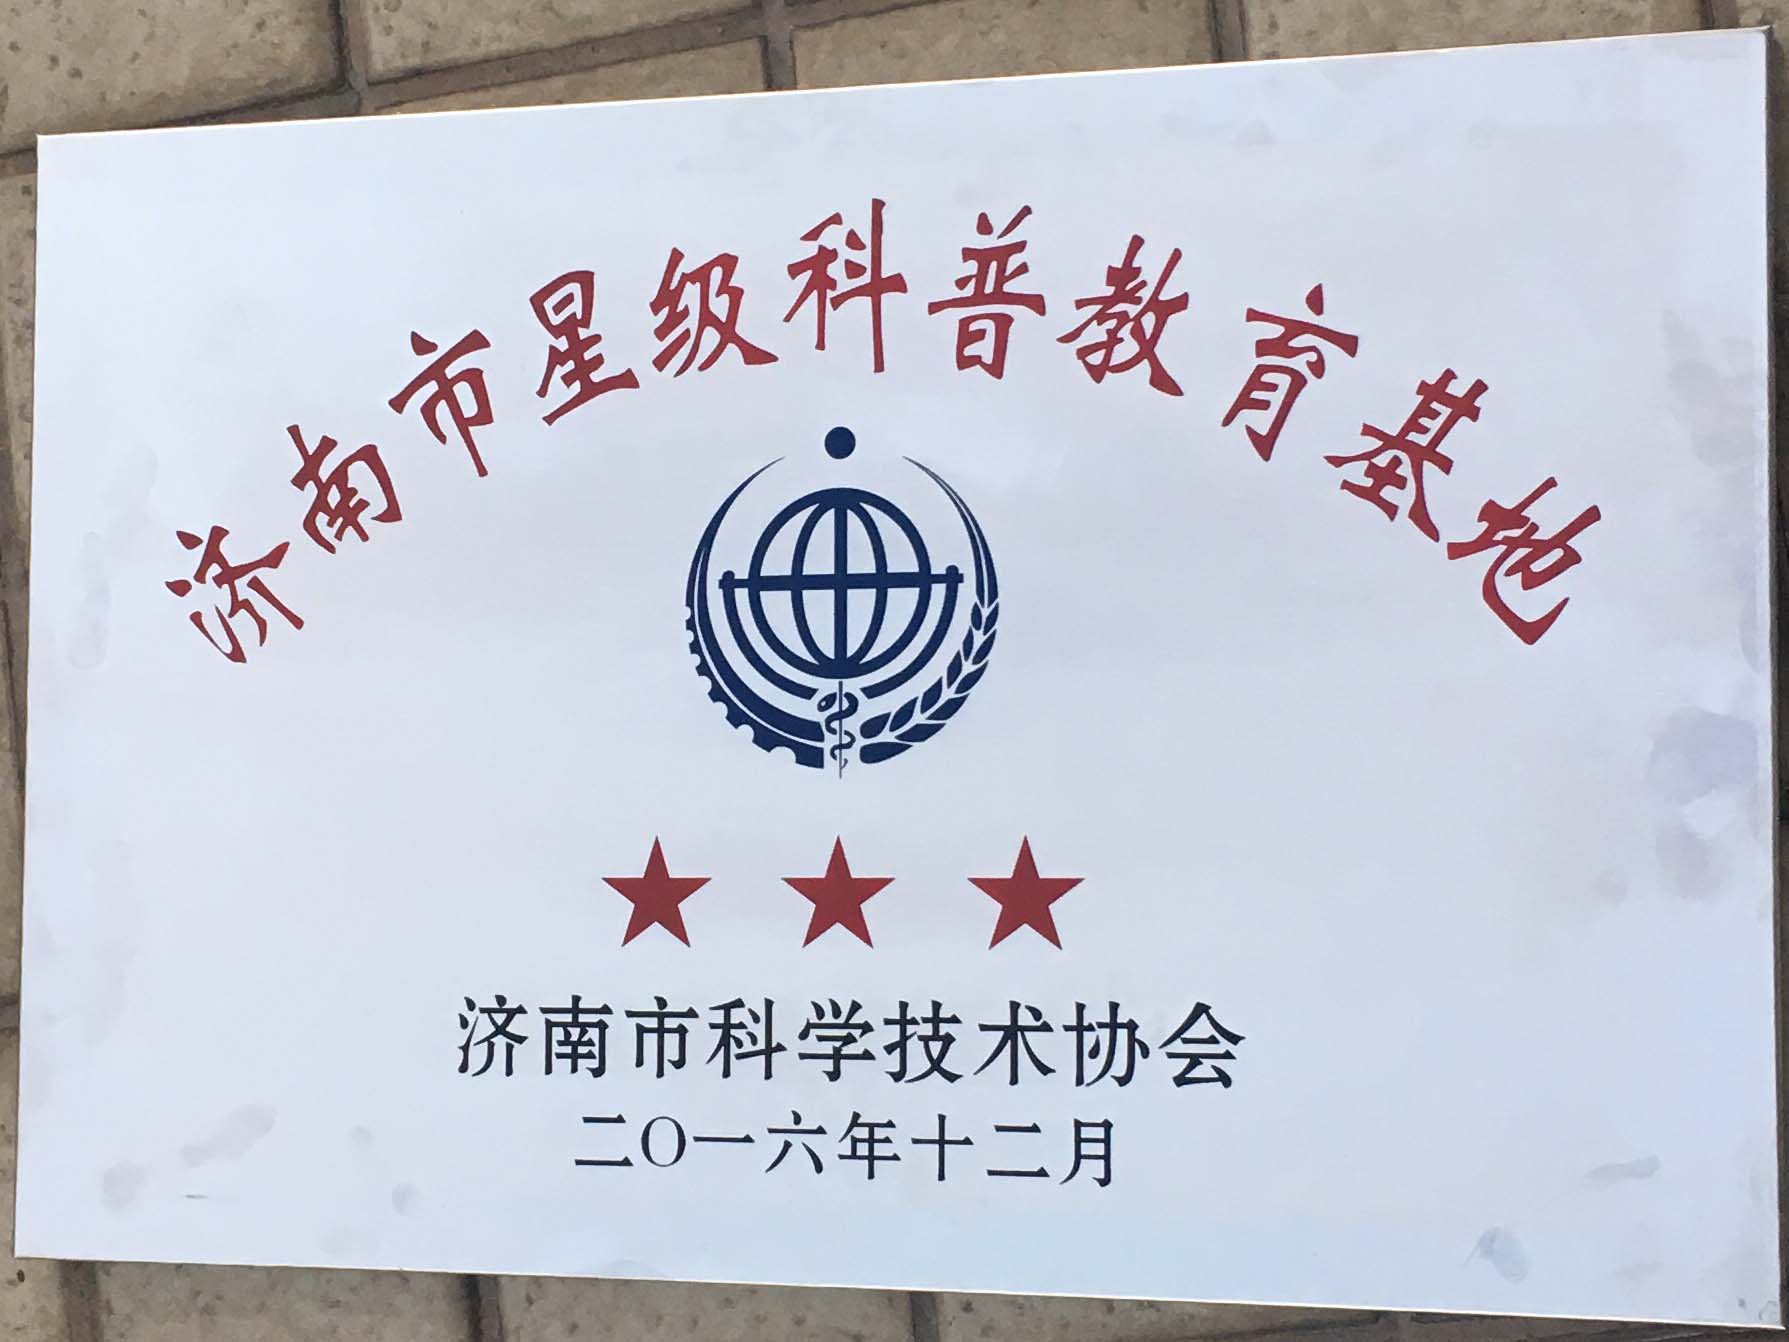 济南市星级科普教育基地
济南市科学技术协会
二〇一六年十二月